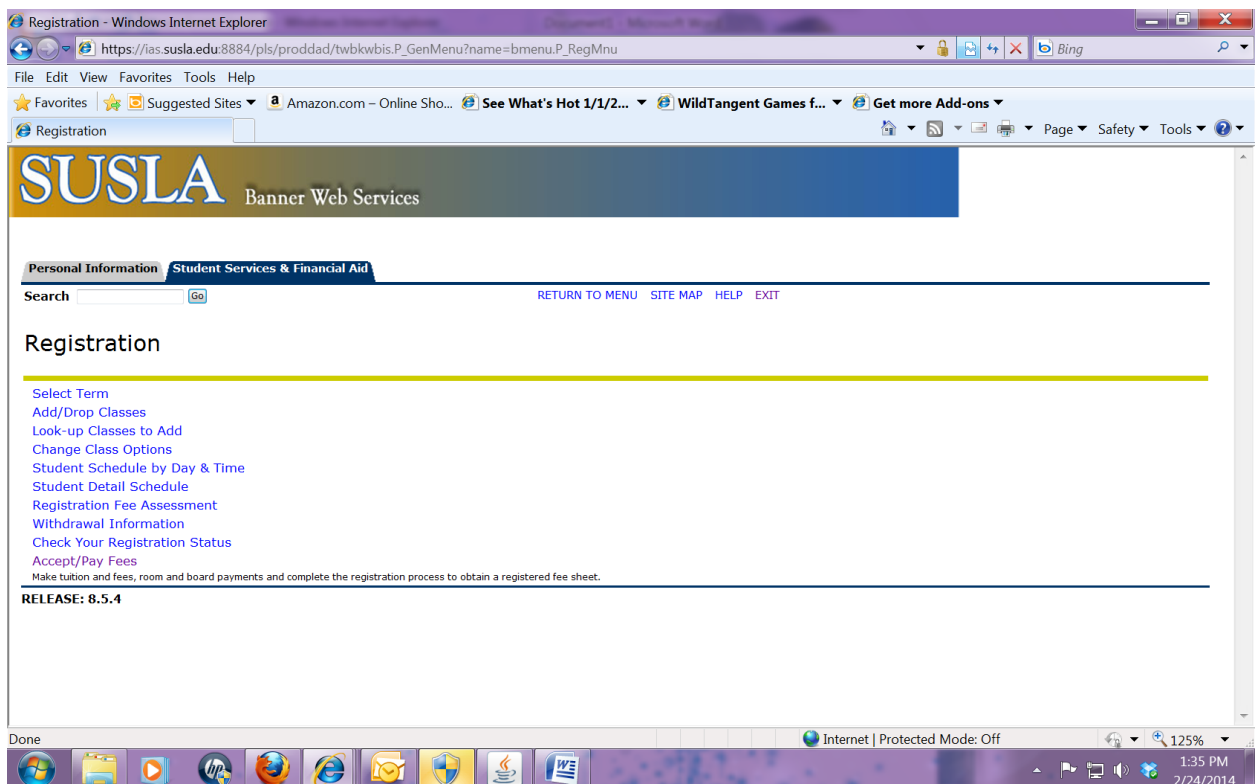 Registration - Windows Internet Explorer
https://ias.susla.edu:8884/pls/proddad/twbkwbis.P_GenMenu?name=bmenu.P_RegMnu
Bing
File Edit View Favorites Tools Help
Favorites Suggested Sites Amazon.com – Online Sho... See What's Hot 1/1/2... WildTangent Games f... Get more Add-ons
Registration Page Safety Tools
SUSLA Banner Web Services
Personal Information Student Services & Financial Aid
Search Go RETURN TO MENU SITE MAP HELP EXIT
Registration
Select Term
Add/Drop Classes
Look-up Classes to Add
Change Class Options
Student Schedule by Day & Time
Student Detail Schedule
Registration Fee Assessment
Withdrawal Information
Check Your Registration Status
Accept/Pay Fees
Make tuition and fees, room and board payments and complete the registration process to obtain a registered fee sheet.
RELEASE: 8.5.4
Done Internet | Protected Mode: Off 125%
1:35 PM
2/24/2014